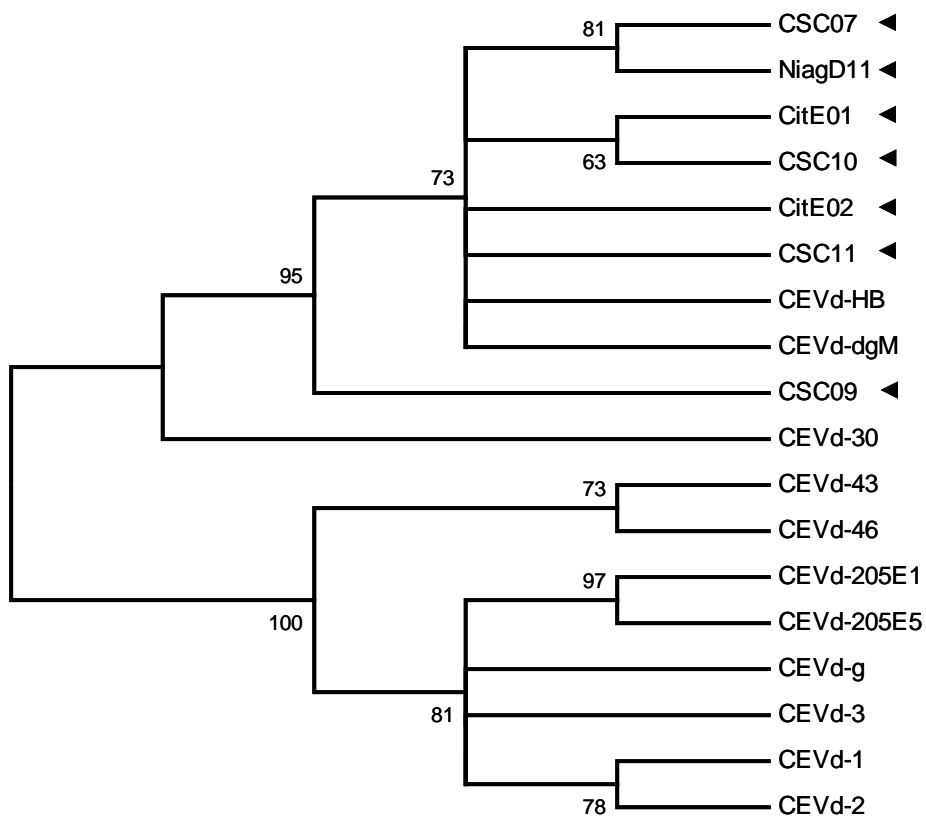 81
CSC07
NiagD11
CitE01
63
CSC10
73
CitE02
CSC11
95
CEVd-HB
CEVd-dgM
CSC09
CEVd-30
73
CEVd-43
CEVd-46
97
CEVd-205E1
100
CEVd-205E5
CEVd-g
81
CEVd-3
CEVd-1
78
CEVd-2